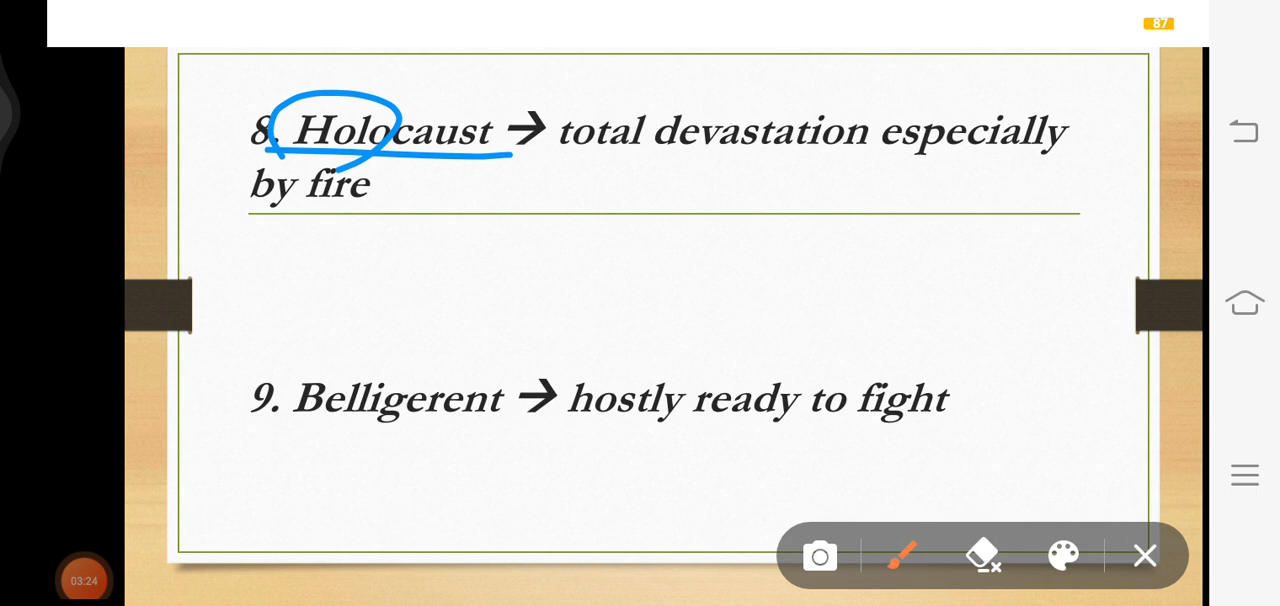 87
8. Holocaust → total devastation especially
by fire
9. Belligerent → hostly ready to fight
03:24